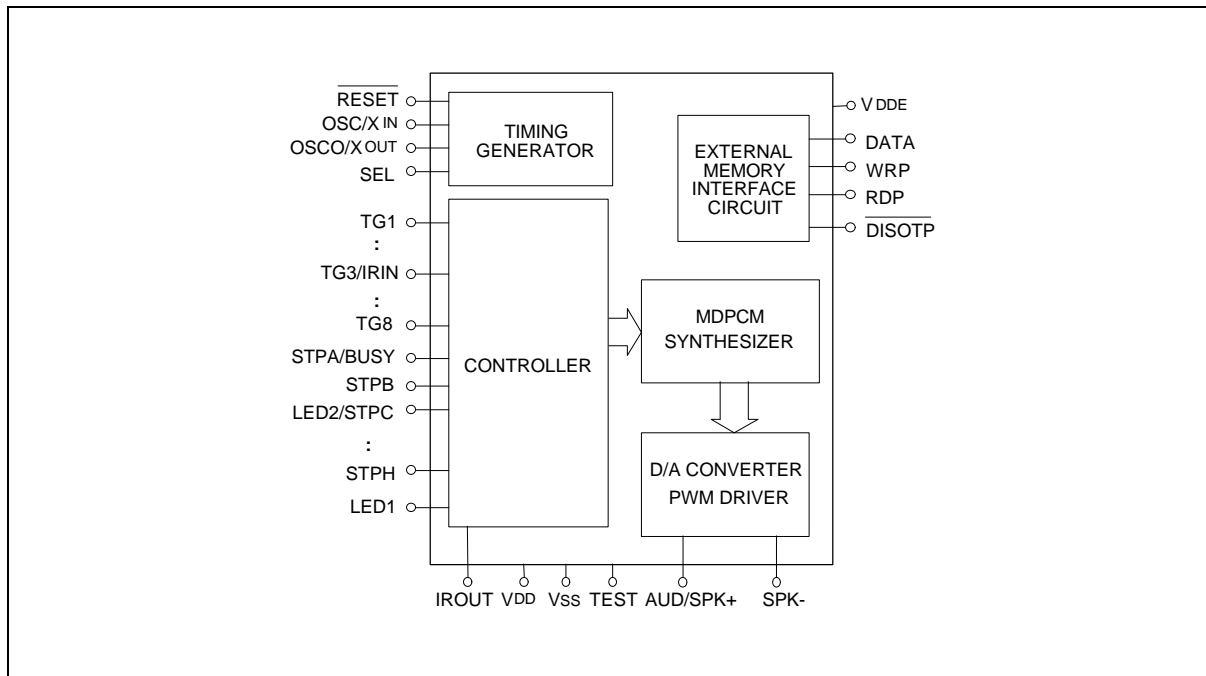 RESET
OSC/X IN
OSCO/X OUT
SEL
TG1
:
TG3/IRIN
:
TG8
STPA/BUSY
STPB
LED2/STPC
:
STPH
LED1
TIMING
GENERATOR
CONTROLLER
EXTERNAL
MEMORY
INTERFACE
CIRCUIT
VDDE
DATA
WRP
RDP
DISOTP
MDPCM
SYNTHESIZER
D/A CONVERTER
PWM DRIVER
IROUT VDD VSS TEST AUD/SPK+ SPK-